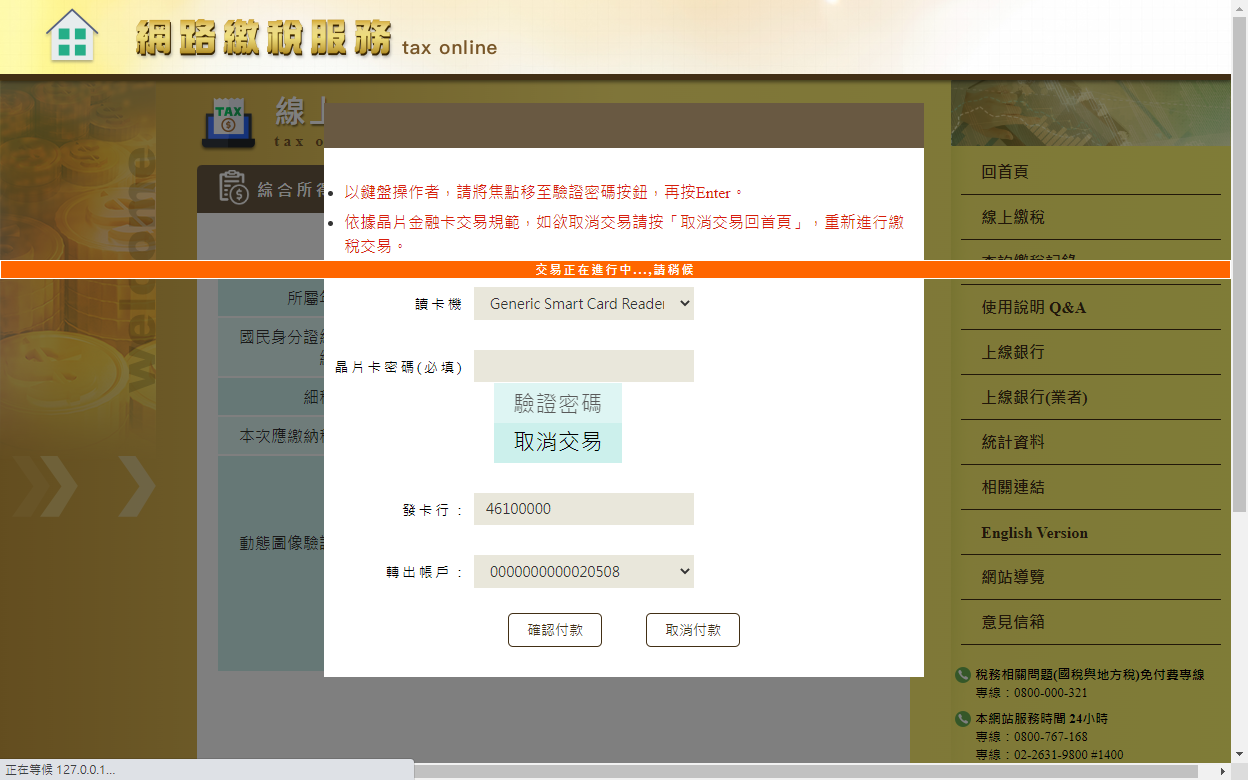 網路繳稅服務 tax online
TAX
線上
tax o
綜合所得
welcome
• 以鍵盤操作者，請將焦點移至驗證密碼按鈕，再按Enter。
• 依據晶片金融卡交易規範，如欲取消交易請按「取消交易回首頁」，重新進行繳
稅交易。
交易正在進行中...,請稍候
所屬年
讀卡機
Generic Smart Card Reader
國民身分證統
晶片卡密碼(必填)
驗證密碼
取消交易
細稅
本次應繳納稅
發卡行：
46100000
動態圖像驗證
轉出帳戶：
0000000000020508
確認付款
取消付款
回首頁
線上繳稅
查詢繳稅記錄
使用說明 Q&A
上線銀行
上線銀行(業者)
統計資料
相關連結
English Version
網站導覽
意見信箱
稅務相關問題(國稅與地方稅)免付費專線
專線：0800-000-321
本網站服務時間 24小時
專線：0800-767-168
專線：02-2631-9800 #1400
正在等候 127.0.0.1...